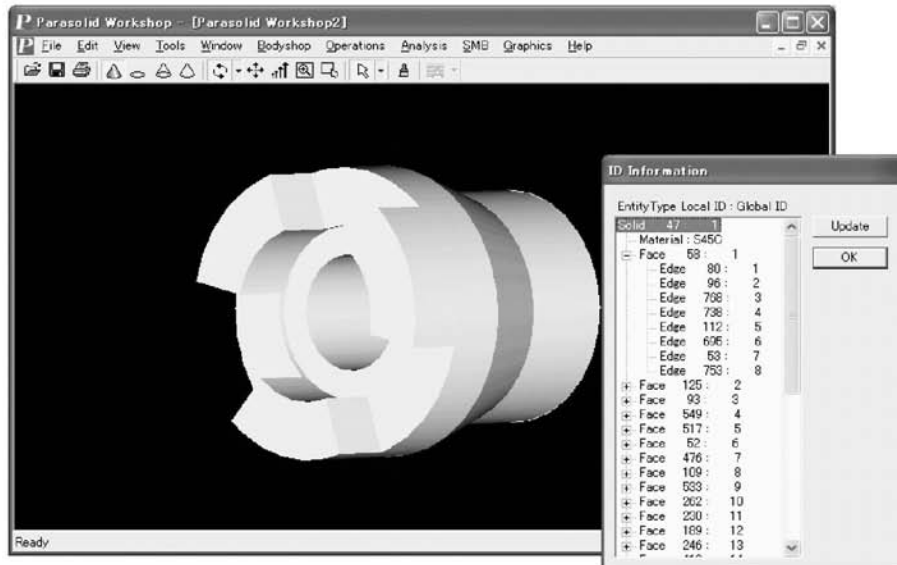 Parasolid Workshop - [Parasolid Workshop2]
File Edit View Tools Window Bodyshop Operations Analysis SMB Graphics Help
ID Information
EntityType Local ID : Global ID
Solid 47 : 1
Material : S45C
Face 58 : 1
Edge 80 : 1
Edge 96 : 2
Edge 768 : 3
Edge 738 : 4
Edge 112 : 5
Edge 695 : 6
Edge 53 : 7
Edge 753 : 8
Face 125 : 2
Face 93 : 3
Face 549 : 4
Face 517 : 5
Face 52 : 6
Face 476 : 7
Face 109 : 8
Face 533 : 9
Face 262 : 10
Face 230 : 11
Face 189 : 12
Face 246 : 13
Update
OK
Ready